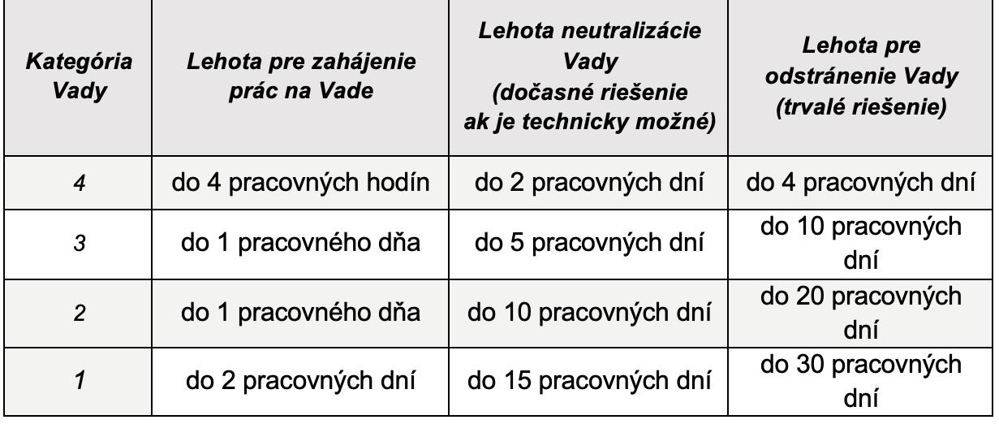 Kategória
Vady
Lehota pre zahájenie
prác na Vade
Lehota neutralizácie
Vady
(dočasné riešenie
ak je technicky možné)
Lehota pre
odstránenie Vady
(trvalé riešenie)
4
do 4 pracovných hodín
do 2 pracovných dní
do 4 pracovných dní
3
do 1 pracovného dňa
do 5 pracovných dní
do 10 pracovných
dní
2
do 1 pracovného dňa
do 10 pracovných dní
do 20 pracovných
dní
1
do 2 pracovných dní
do 15 pracovných dní
do 30 pracovných
dní